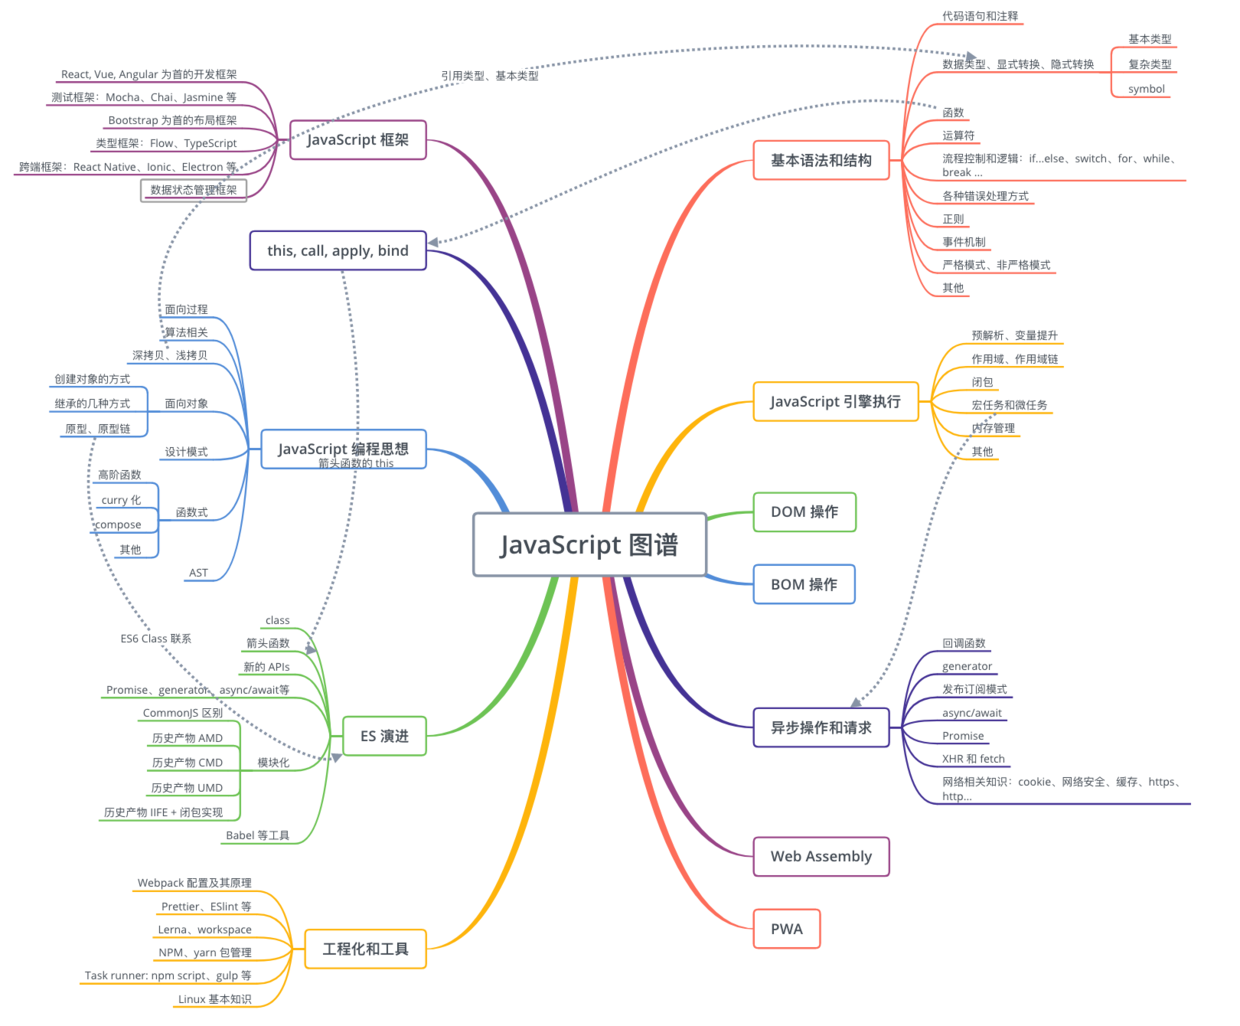 JavaScript 图谱
基本语法和结构
代码语句和注释
数据类型、显式转换、隐式转换
基本类型
复杂类型
symbol
函数
运算符
流程控制和逻辑：if...else、switch、for、while、
break ...
各种错误处理方式
正则
事件机制
严格模式、非严格模式
其他
JavaScript 引擎执行
预解析、变量提升
作用域、作用域链
闭包
宏任务和微任务
内存管理
其他
DOM 操作
BOM 操作
异步操作和请求
回调函数
generator
发布订阅模式
async/await
Promise
XHR 和 fetch
网络相关知识：cookie、网络安全、缓存、https、
http...
Web Assembly
PWA
JavaScript 框架
React, Vue, Angular 为首的开发框架
测试框架：Mocha、Chai、Jasmine 等
Bootstrap 为首的布局框架
类型框架：Flow、TypeScript
跨端框架：React Native、Ionic、Electron 等
数据状态管理框架
引用类型、基本类型
this, call, apply, bind
JavaScript 编程思想
箭头函数的 this
面向过程
算法相关
深拷贝、浅拷贝
面向对象
创建对象的方式
继承的几种方式
原型、原型链
设计模式
函数式
高阶函数
curry 化
compose
其他
AST
ES6 Class 联系
ES 演进
class
箭头函数
新的 APIs
Promise、generator、async/await等
模块化
CommonJS 区别
历史产物 AMD
历史产物 CMD
历史产物 UMD
历史产物 IIFE + 闭包实现
Babel 等工具
工程化和工具
Webpack 配置及其原理
Prettier、ESlint 等
Lerna、workspace
NPM、yarn 包管理
Task runner: npm script、gulp 等
Linux 基本知识